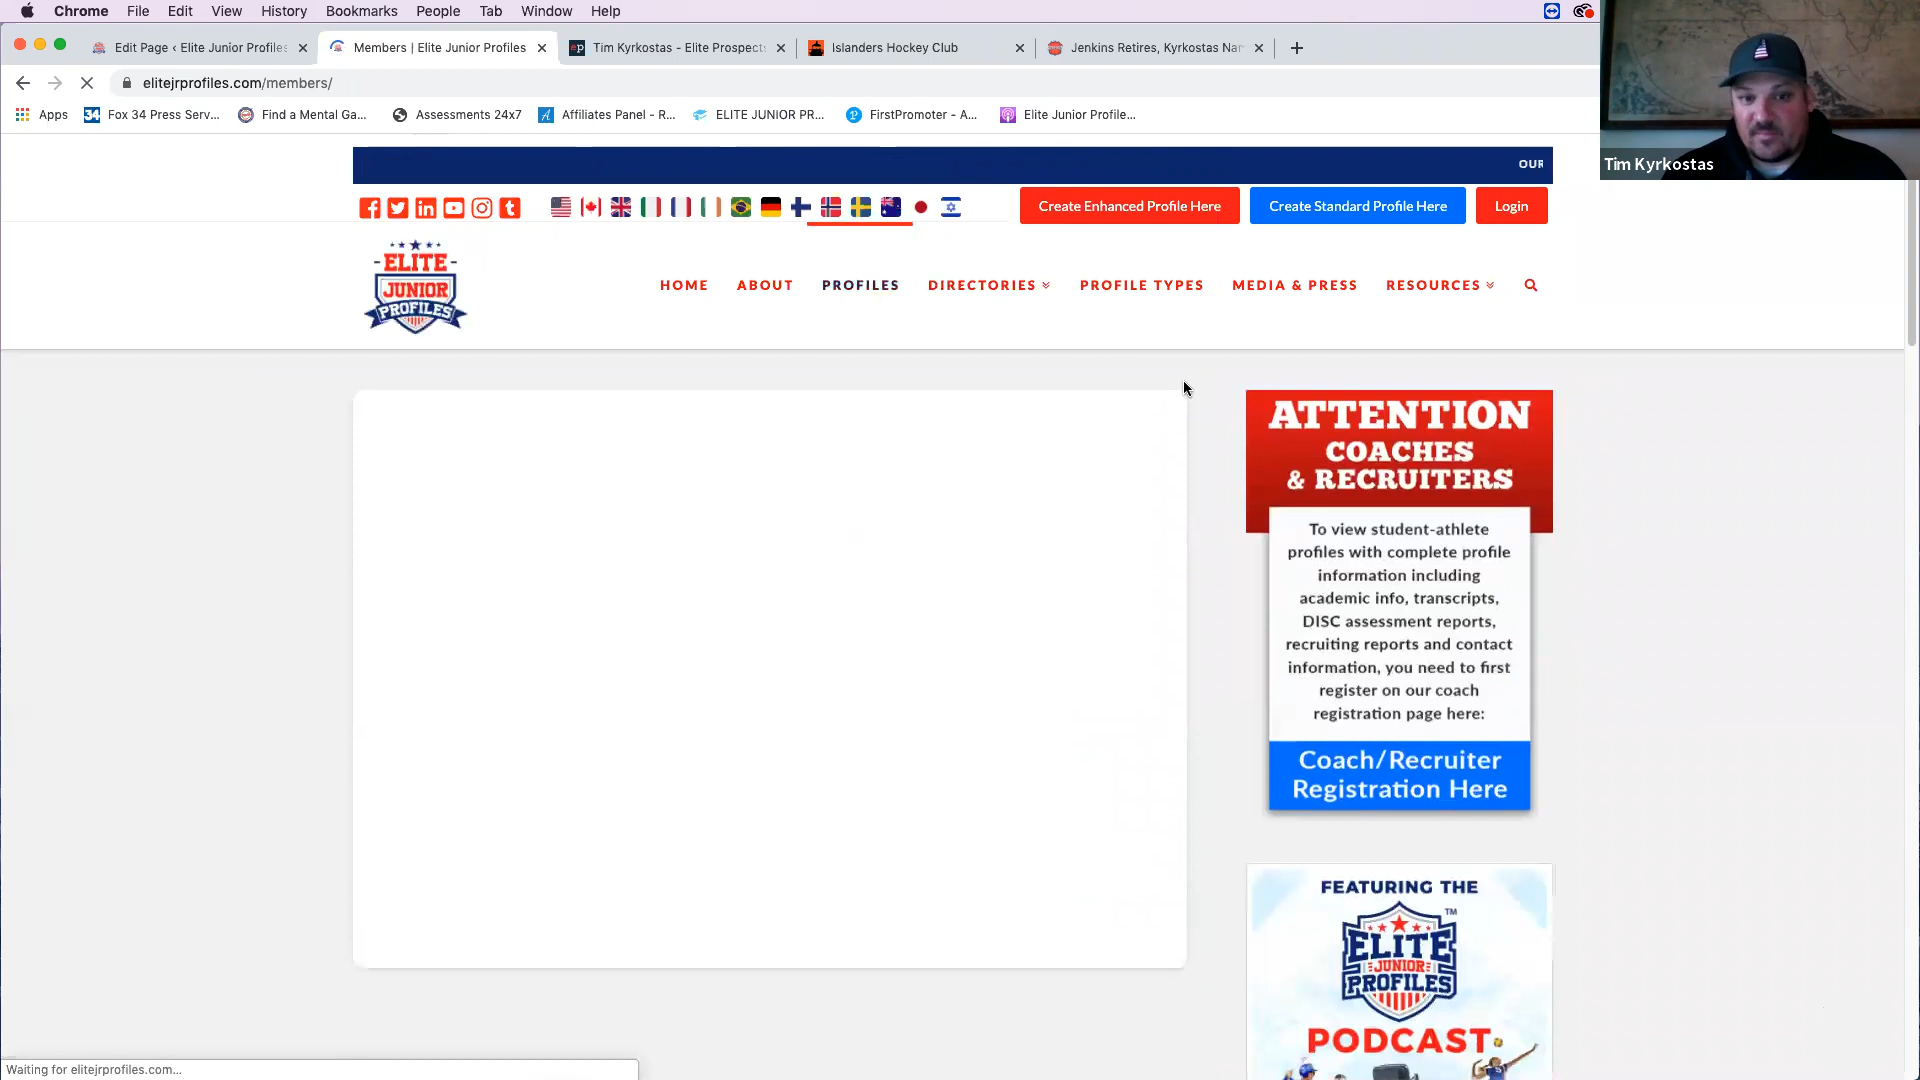 Chrome File Edit View History Bookmarks People Tab Window Help
Edit Page ‹ Elite Junior Profiles
Members | Elite Junior Profiles
Tim Kyrkostas - Elite Prospects
Islanders Hockey Club
Jenkins Retires, Kyrkostas Nam
elitejrprofiles.com/members/
Apps
34 Fox 34 Press Serv...
Find a Mental Ga...
Assessments 24x7
Affiliates Panel - R...
ELITE JUNIOR PR...
FirstPromoter - A...
Elite Junior Profile...
Tim Kyrkostas
OUR
Create Enhanced Profile Here
Create Standard Profile Here
Login
ELITE
JUNIOR
PROFILES
HOME ABOUT PROFILES DIRECTORIES PROFILE TYPES MEDIA & PRESS RESOURCES
ATTENTION
COACHES
& RECRUITERS
To view student-athlete
profiles with complete profile
information including
academic info, transcripts,
DISC assessment reports,
recruiting reports and contact
information, you need to first
register on our coach
registration page here:
Coach/Recruiter
Registration Here
FEATURING THE
ELITE
JUNIOR
PROFILES
TM
PODCAST
Waiting for elitejrprofiles.com...